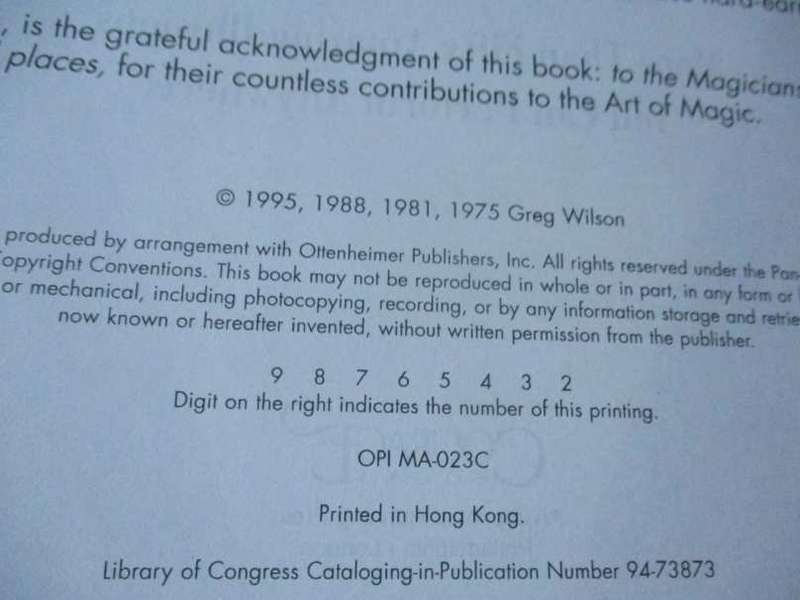 , is the grateful acknowledgment of this book: to the Magicians
places, for their countless contributions to the Art of Magic.
© 1995, 1988, 1981, 1975 Greg Wilson
produced by arrangement with Ottenheimer Publishers, Inc. All rights reserved under the Pan-
opyright Conventions. This book may not be reproduced in whole or in part, in any form or
or mechanical, including photocopying, recording, or by any information storage and retrie
now known or hereafter invented, without written permission from the publisher.
9 8 7 6 5 4 3 2
Digit on the right indicates the number of this printing.
OPI MA-023C
Printed in Hong Kong.
Library of Congress Cataloging-in-Publication Number 94-73873